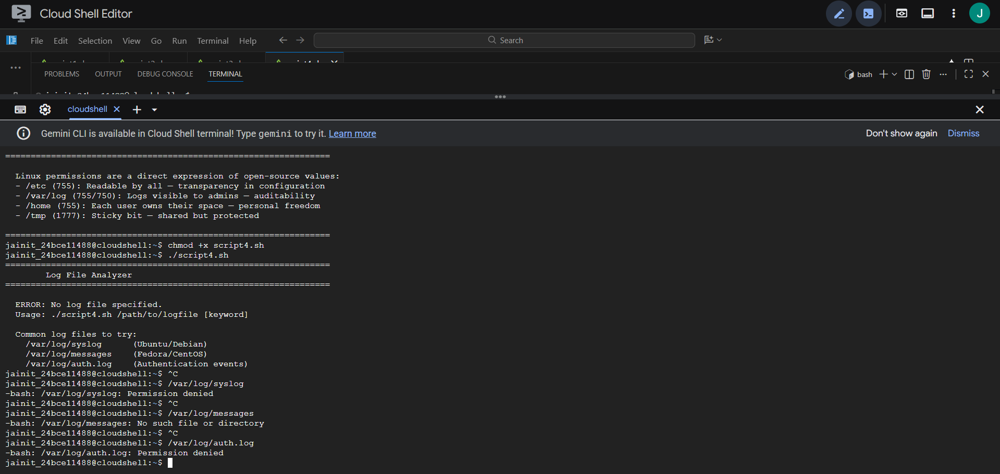 Cloud Shell Editor
J
File Edit Selection View Go Run Terminal Help
Search
PROBLEMS OUTPUT DEBUG CONSOLE TERMINAL
bash
cloudshell
Gemini CLI is available in Cloud Shell terminal! Type gemini to try it. Learn more
Don't show again Dismiss
================================================================
Linux permissions are a direct expression of open-source values:
- /etc (755): Readable by all — transparency in configuration
- /var/log (755/750): Logs visible to admins — auditability
- /home (755): Each user owns their space — personal freedom
- /tmp (1777): Sticky bit — shared but protected
================================================================
jainit_24bce11488@cloudshell:~$ chmod +x script4.sh
jainit_24bce11488@cloudshell:~$ ./script4.sh
================================================================
Log File Analyzer
================================================================
ERROR: No log file specified.
Usage: ./script4.sh /path/to/logfile [keyword]
Common log files to try:
/var/log/syslog (Ubuntu/Debian)
/var/log/messages (Fedora/CentOS)
/var/log/auth.log (Authentication events)
jainit_24bce11488@cloudshell:~$ ^C
jainit_24bce11488@cloudshell:~$ /var/log/syslog
-bash: /var/log/syslog: Permission denied
jainit_24bce11488@cloudshell:~$ ^C
jainit_24bce11488@cloudshell:~$ /var/log/messages
-bash: /var/log/messages: No such file or directory
jainit_24bce11488@cloudshell:~$ ^C
jainit_24bce11488@cloudshell:~$ /var/log/auth.log
-bash: /var/log/auth.log: Permission denied
jainit_24bce11488@cloudshell:~$